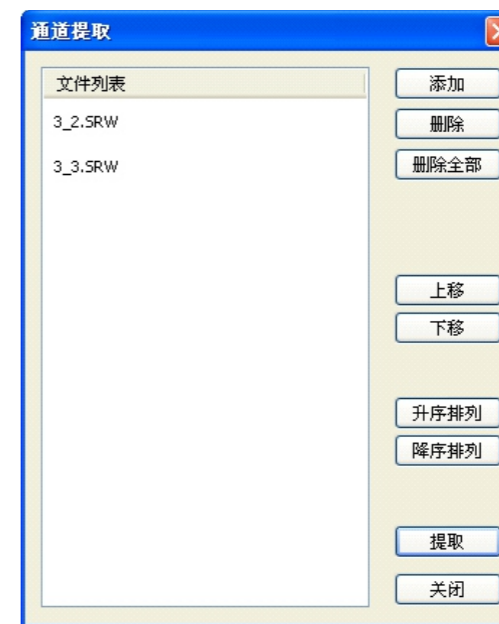 通道提取
文件列表
3_2.SRW
3_3.SRW
添加
删除
删除全部
上移
下移
升序排列
降序排列
提取
关闭